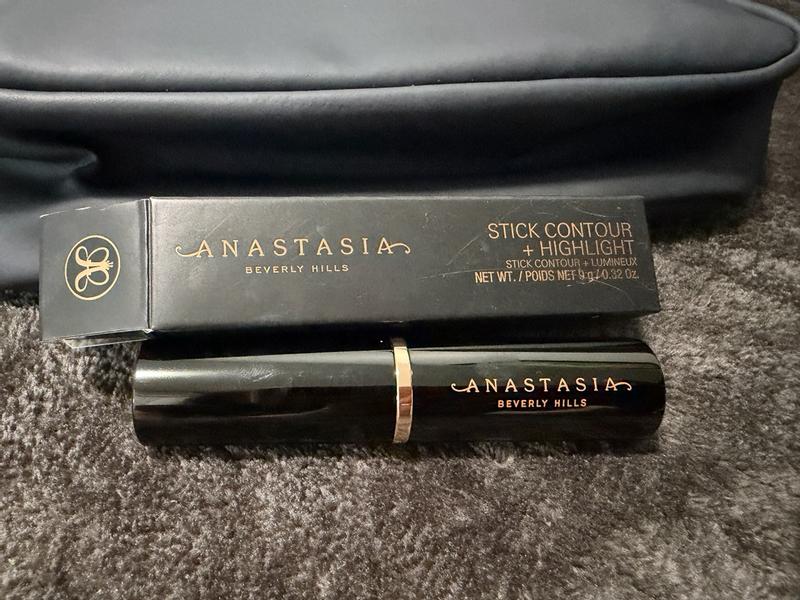 ANASTASIA
BEVERLY HILLS
STICK CONTOUR
+ HIGHLIGHT
STICK CONTOUR + LUMINEUX
NET WT. / POIDS NET 9 g / 0.32 Oz.
ANASTASIA
BEVERLY HILLS